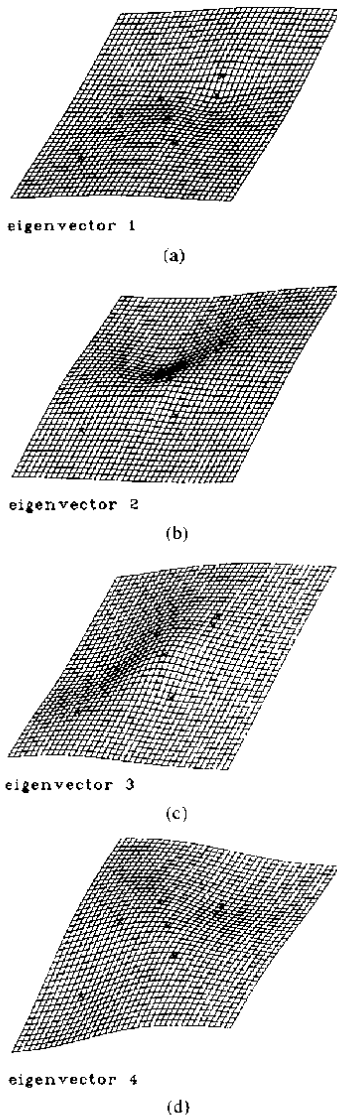 eigenvector 1
(a)
eigenvector 2
(b)
eigenvector 3
(c)
eigenvector 4
(d)